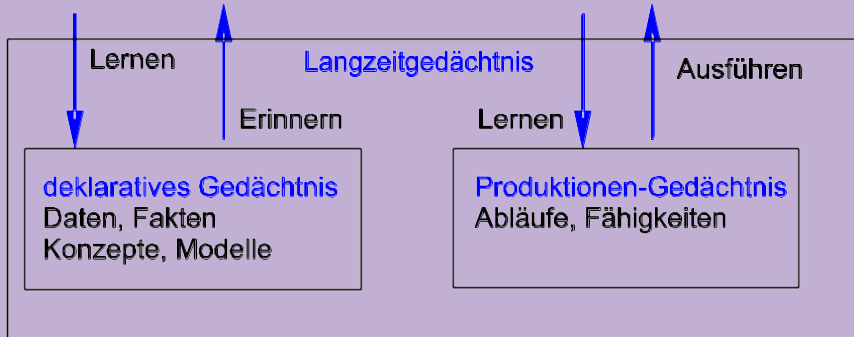 Lernen
Langzeitgedächtnis
Ausführen
Erinnern
Lernen
deklaratives Gedächtnis
Daten, Fakten
Konzepte, Modelle
Produktionen-Gedächtnis
Abläufe, Fähigkeiten